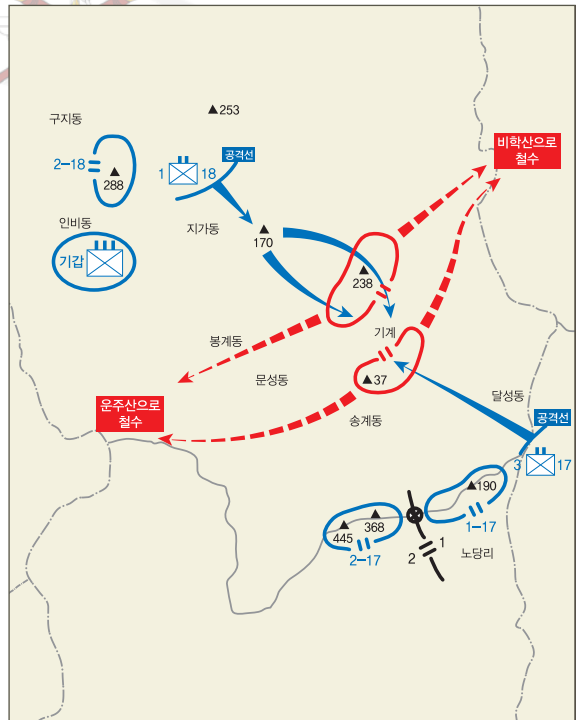 ▲253
구지동
비학산으로
철수
공격선
2-18
1
18
▲
288
인비동
지가동
▲
170
기갑
▲
238
기계
봉계동
문성동
▲37
달성동
운주산으로
철수
송계동
공격선
3
17
▲190
▲
368
▲
445
1-17
2-17
1
2
노당리